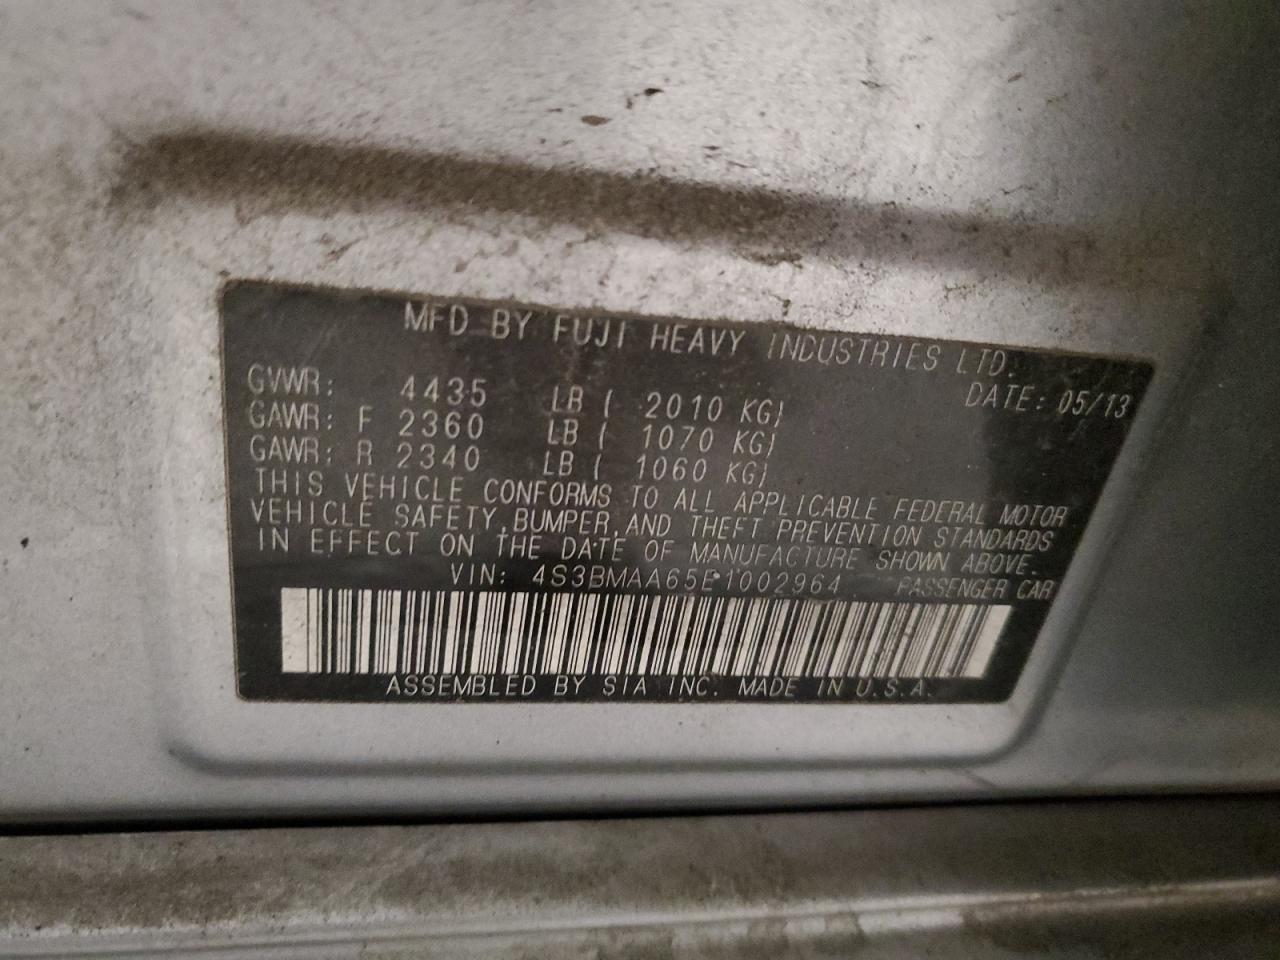 MFD BY FUJI HEAVY INDUSTRIES LTD.
DATE: 05/13
GVWR: 4435 LB ( 2010 KG)
GAWR: F 2360 LB ( 1070 KG)
GAWR: R 2340 LB ( 1060 KG)
THIS VEHICLE CONFORMS TO ALL APPLICABLE FEDERAL MOTOR
VEHICLE SAFETY, BUMPER, AND THEFT PREVENTION STANDARDS
IN EFFECT ON THE DATE OF MANUFACTURE SHOWN ABOVE.
VIN: 4S3BMAA65E1002964 PASSENGER CAR
ASSEMBLED BY SIA INC. MADE IN U.S.A.